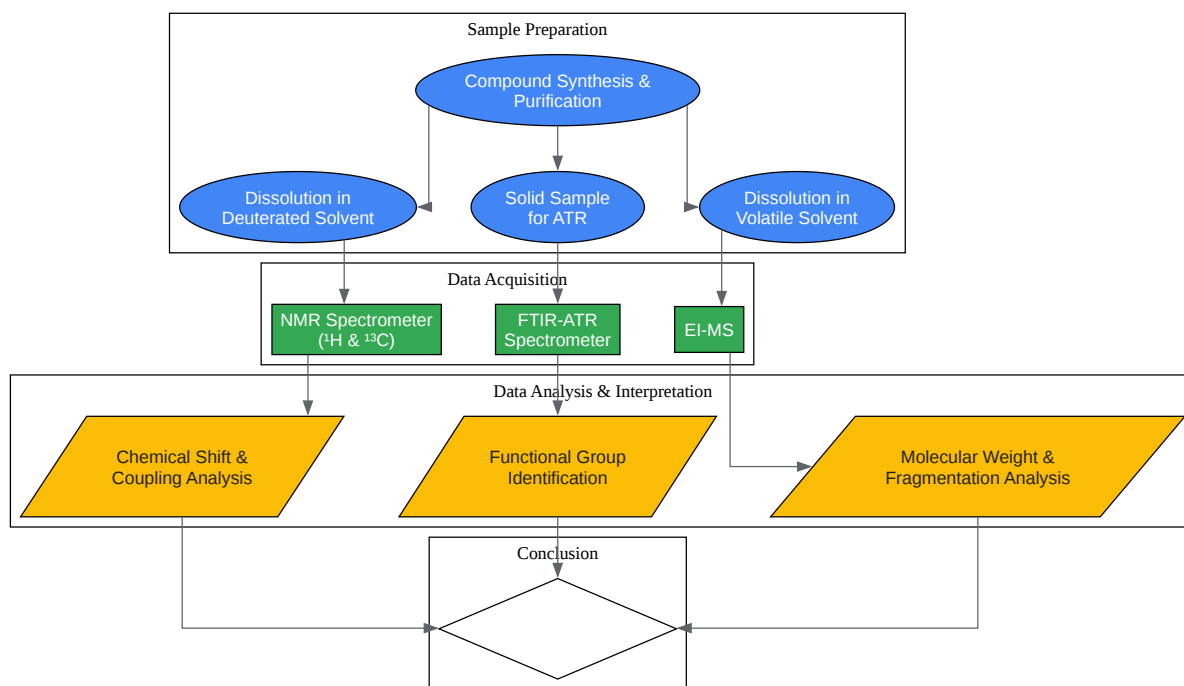 Sample Preparation
Compound Synthesis &
Purification
Dissolution in
Deuterated Solvent
Solid Sample
for ATR
Dissolution in
Volatile Solvent
Data Acquisition
NMR Spectrometer
(¹H & ¹³C)
FTIR-ATR
Spectrometer
EI-MS
Data Analysis & Interpretation
Chemical Shift &
Coupling Analysis
Functional Group
Identification
Molecular Weight &
Fragmentation Analysis
Conclusion